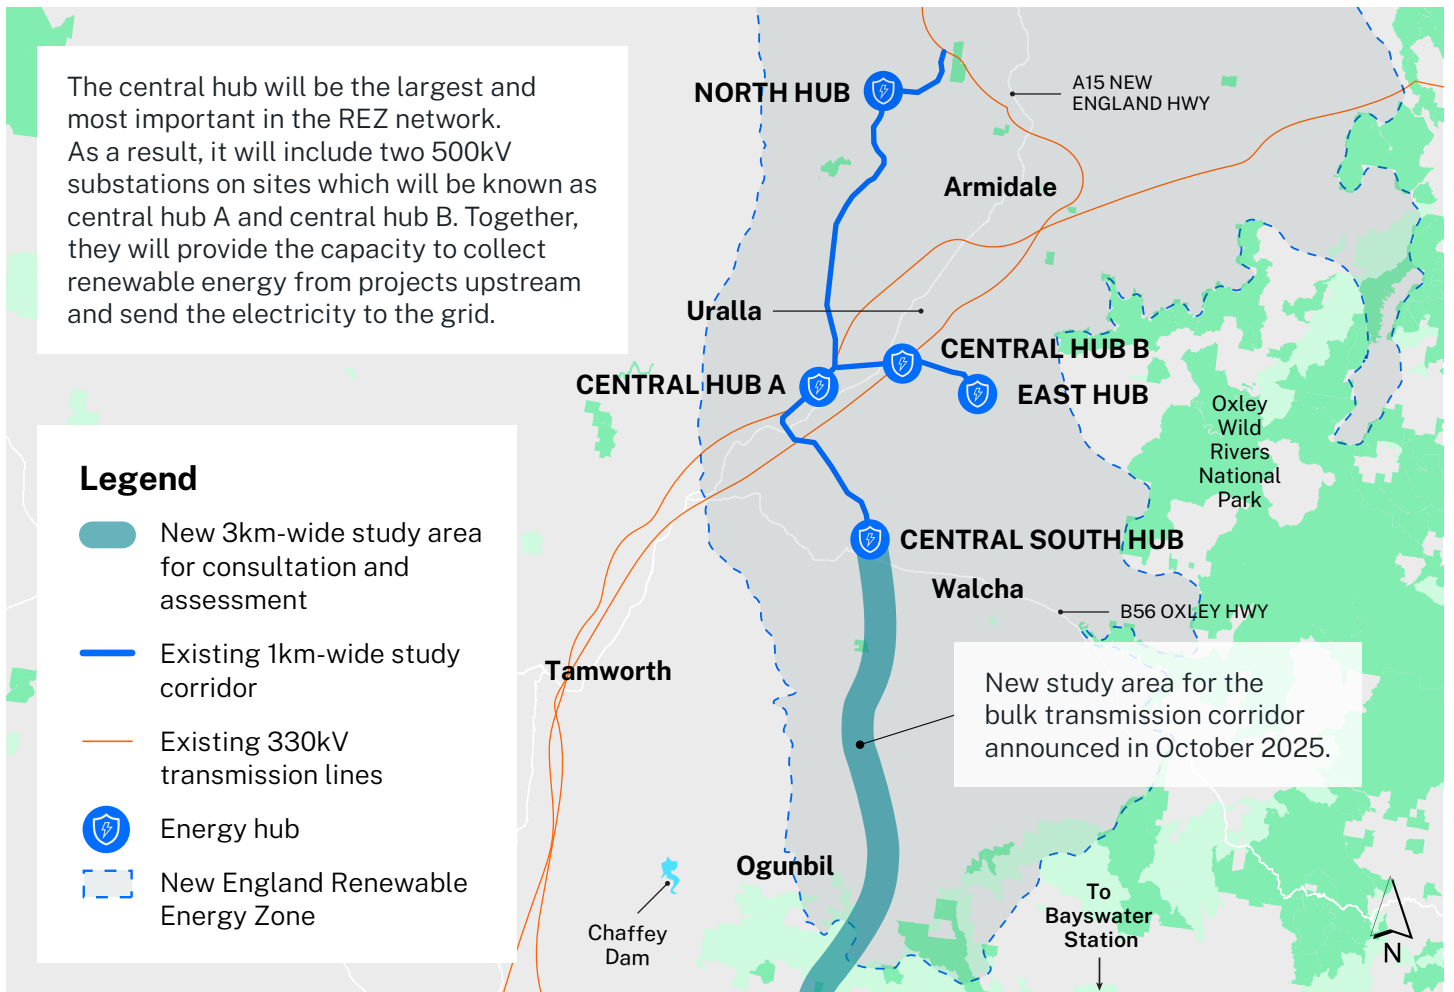 The central hub will be the largest and
most important in the REZ network.
As a result, it will include two 500kV
substations on sites which will be known as
central hub A and central hub B. Together,
they will provide the capacity to collect
renewable energy from projects upstream
and send the electricity to the grid.
NORTH HUB
A15 NEW
ENGLAND HWY
Armidale
Uralla
CENTRAL HUB B
CENTRAL HUB A
EAST HUB
Oxley
Wild
Rivers
National
Park
CENTRAL SOUTH HUB
Walcha
B56 OXLEY HWY
Tamworth
New study area for the
bulk transmission corridor
announced in October 2025.
Ogunbil
Chaffey
Dam
To
Bayswater
Station
N
Legend
New 3km-wide study area
for consultation and
assessment
Existing 1km-wide study
corridor
Existing 330kV
transmission lines
Energy hub
New England Renewable
Energy Zone